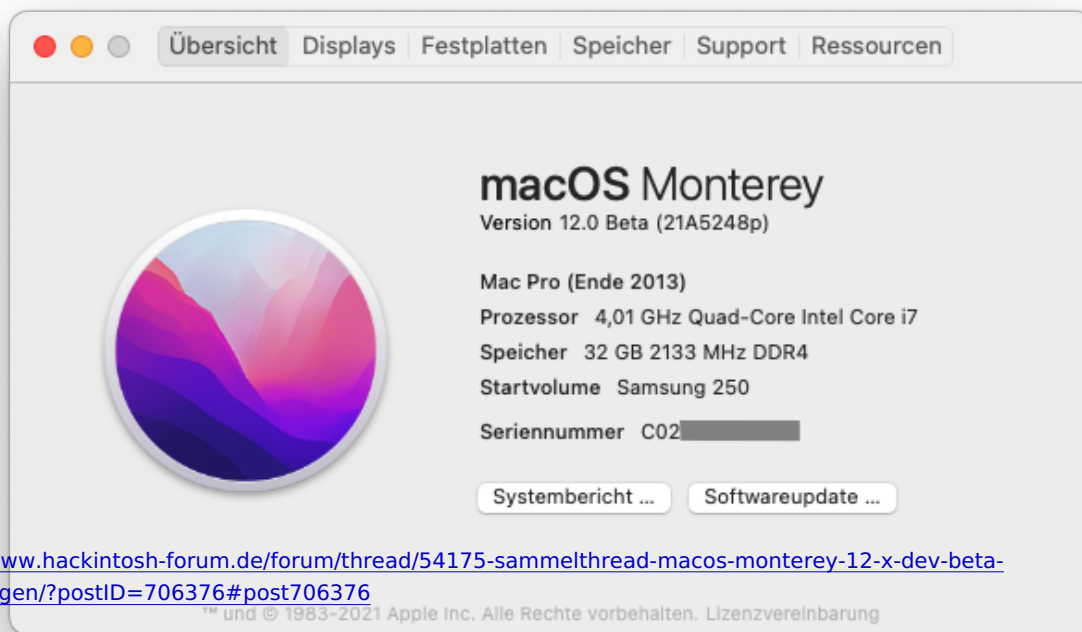 Übersicht Displays Festplatten Speicher Support Ressourcen
macOS Monterey
Version 12.0 Beta (21A5248p)
Mac Pro (Ende 2013)
Prozessor 4,01 GHz Quad-Core Intel Core i7
Speicher 32 GB 2133 MHz DDR4
Startvolume Samsung 250
Seriennummer C02
Systembericht ... Softwareupdate ...
ww.hackintosh-forum.de/forum/thread/54175-sammelthread-macos-monterey-12-x-dev-beta-
gen/?postID=706376#post706376
™ und © 1983-2021 Apple Inc. Alle Rechte vorbehalten. Lizenzvereinbarung